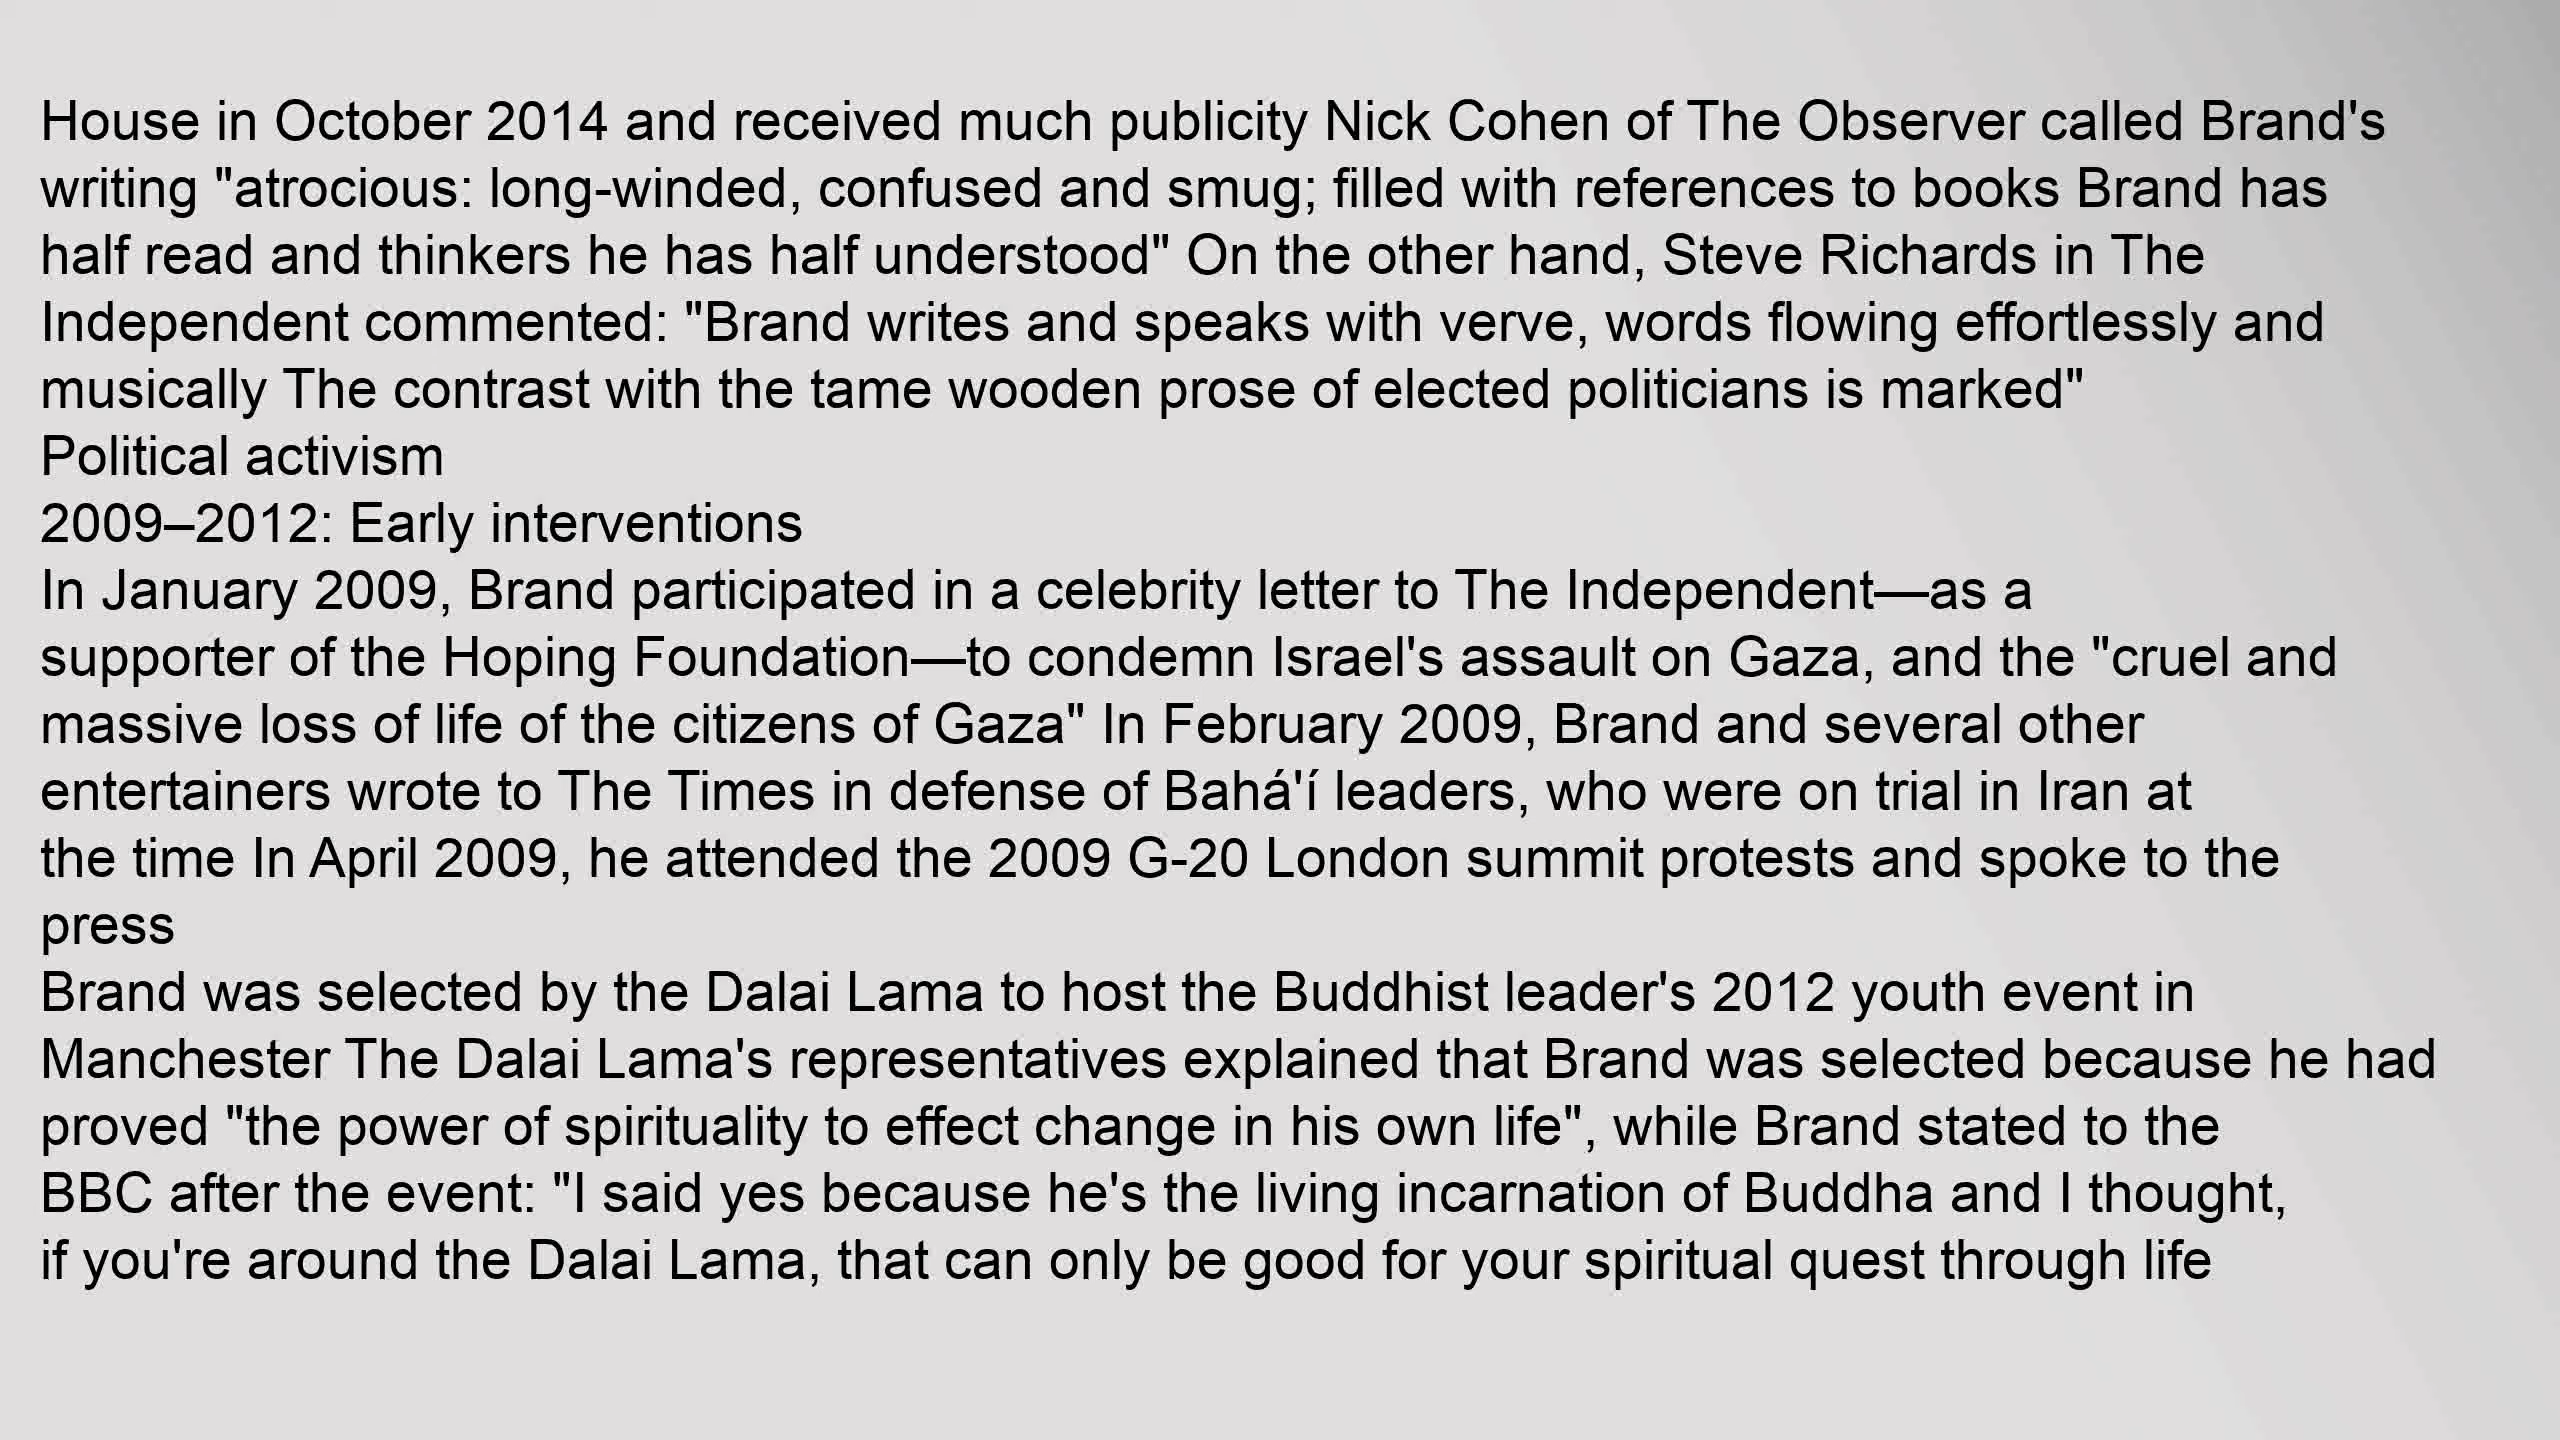 House in October 2014 and received much publicity Nick Cohen of The Observer called Brand's
writing "atrocious: long-winded, confused and smug; filled with references to books Brand has
half read and thinkers he has half understood" On the other hand, Steve Richards in The
Independent commented: "Brand writes and speaks with verve, words flowing effortlessly and
musically The contrast with the tame wooden prose of elected politicians is marked"
Political activism
2009–2012: Early interventions
In January 2009, Brand participated in a celebrity letter to The Independent—as a
supporter of the Hoping Foundation—to condemn Israel's assault on Gaza, and the "cruel and
massive loss of life of the citizens of Gaza" In February 2009, Brand and several other
entertainers wrote to The Times in defense of Bahá'í leaders, who were on trial in Iran at
the time In April 2009, he attended the 2009 G-20 London summit protests and spoke to the
press
Brand was selected by the Dalai Lama to host the Buddhist leader's 2012 youth event in
Manchester The Dalai Lama's representatives explained that Brand was selected because he had
proved "the power of spirituality to effect change in his own life", while Brand stated to the
BBC after the event: "I said yes because he's the living incarnation of Buddha and I thought,
if you're around the Dalai Lama, that can only be good for your spiritual quest through life